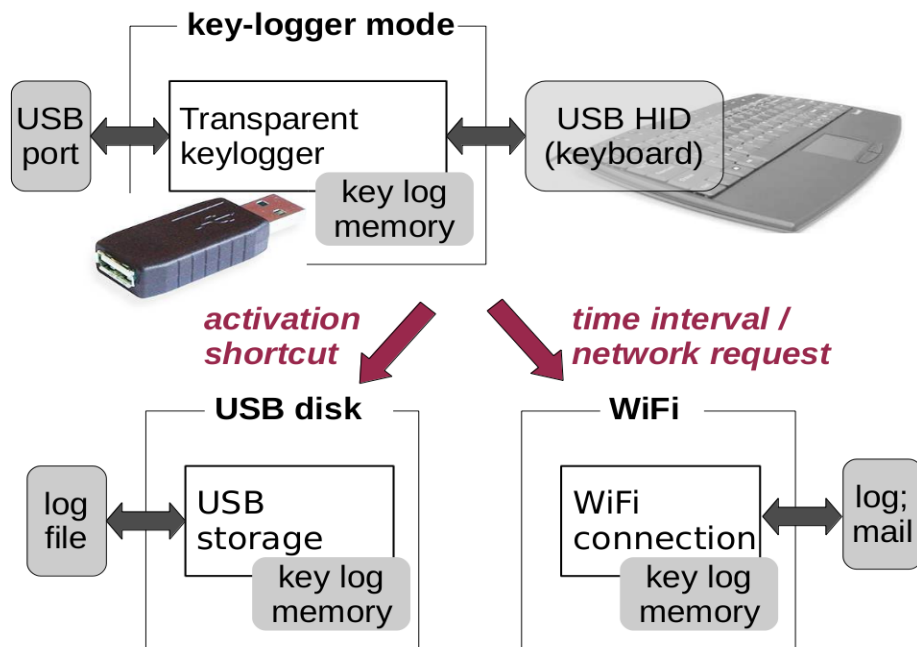 key-logger mode
USB
port
Transparent
keylogger
key log
memory
USB HID
(keyboard)
activation
shortcut
time interval /
network request
USB disk
log
file
USB
storage
key log
memory
WiFi
WiFi
connection
key log
memory
log;
mail